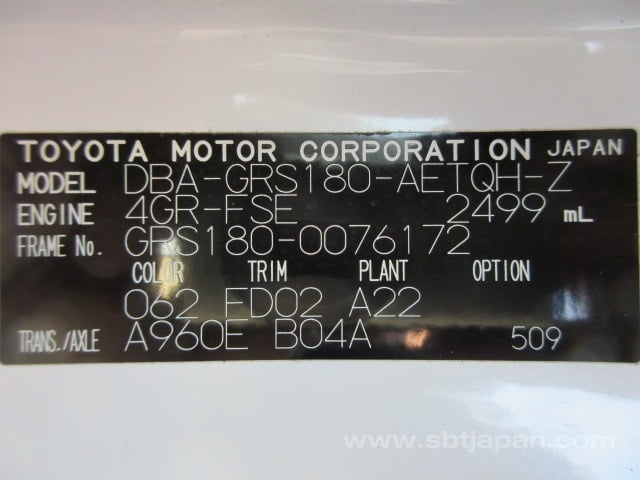 TOYOTA MOTOR CORPORATION JAPAN
MODEL DBA-GRS180-AETQH-Z
ENGINE 4GR-FSE 2499 mL
FRAME No. GRS180-0076172
COLOR TRIM PLANT OPTION
062 FD02 A22
TRANS./AXLE A960E B04A 509
www.sbtjapan.com